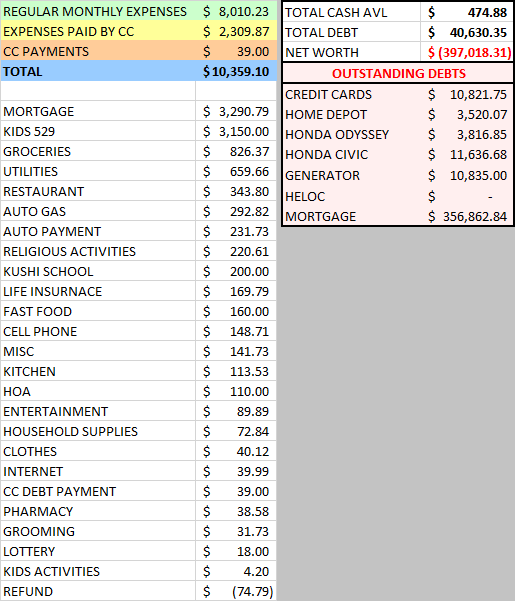 REGULAR MONTHLY EXPENSES $ 8,010.23
EXPENSES PAID BY CC $ 2,309.87
CC PAYMENTS $ 39.00
TOTAL $10,359.10
MORTGAGE $ 3,290.79
KIDS 529 $ 3,150.00
GROCERIES $ 826.37
UTILITIES $ 659.66
RESTAURANT $ 343.80
AUTO GAS $ 292.82
AUTO PAYMENT $ 231.73
RELIGIOUS ACTIVITIES $ 220.61
KUSHI SCHOOL $ 200.00
LIFE INSURNACE $ 169.79
FAST FOOD $ 160.00
CELL PHONE $ 148.71
MISC $ 141.73
KITCHEN $ 113.53
HOA $ 110.00
ENTERTAINMENT $ 89.89
HOUSEHOLD SUPPLIES $ 72.84
CLOTHES $ 40.12
INTERNET $ 39.99
CC DEBT PAYMENT $ 39.00
PHARMACY $ 38.58
GROOMING $ 31.73
LOTTERY $ 18.00
KIDS ACTIVITIES $ 4.20
REFUND $ (74.79)
TOTAL CASH AVL $ 474.88
TOTAL DEBT $ 40,630.35
NET WORTH $ (397,018.31)
OUTSTANDING DEBTS
CREDIT CARDS $ 10,821.75
HOME DEPOT $ 3,520.07
HONDA ODYSSEY $ 3,816.85
HONDA CIVIC $ 11,636.68
GENERATOR $ 10,835.00
HELOC $ -
MORTGAGE $ 356,862.84